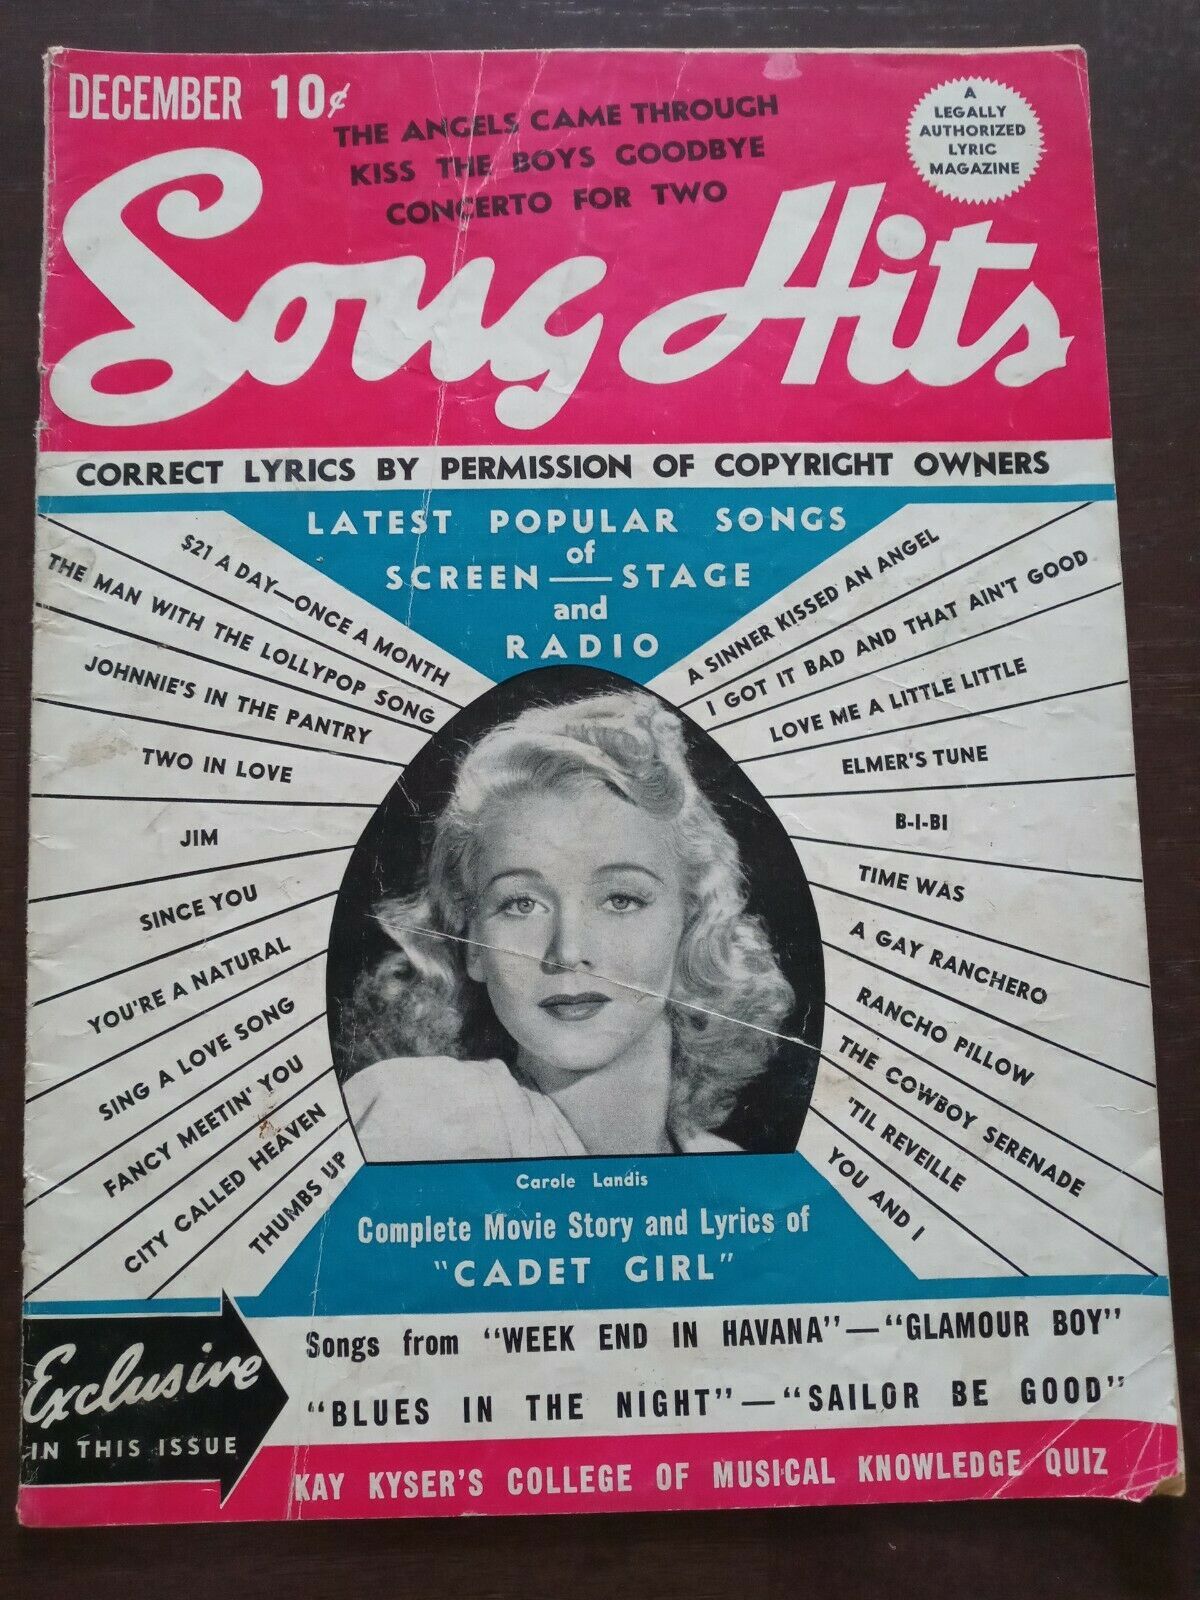 DECEMBER 10¢
THE ANGELS CAME THROUGH
KISS THE BOYS GOODBYE
CONCERTO FOR TWO
A
LEGALLY
AUTHORIZED
LYRIC
MAGAZINE
Song Hits
CORRECT LYRICS BY PERMISSION OF COPYRIGHT OWNERS
LATEST POPULAR SONGS
of
SCREEN — STAGE
and
RADIO
$21 A DAY—ONCE A MONTH
THE MAN WITH THE LOLLYPOP SONG
JOHNNIE'S IN THE PANTRY
TWO IN LOVE
JIM
SINCE YOU
YOU'RE A NATURAL
SING A LOVE SONG
FANCY MEETIN' YOU
CITY CALLED HEAVEN
THUMBS UP
A SINNER KISSED AN ANGEL
I GOT IT BAD AND THAT AIN'T GOOD
LOVE ME A LITTLE LITTLE
ELMER'S TUNE
B-I-BI
TIME WAS
A GAY RANCHERO
RANCHO PILLOW
THE COWBOY SERENADE
'TIL REVEILLE
YOU AND I
Carole Landis
Complete Movie Story and Lyrics of
"CADET GIRL"
Exclusive
IN THIS ISSUE
Songs from "WEEK END IN HAVANA"—"GLAMOUR BOY"
"BLUES IN THE NIGHT"—"SAILOR BE GOOD"
KAY KYSER'S COLLEGE OF MUSICAL KNOWLEDGE QUIZ